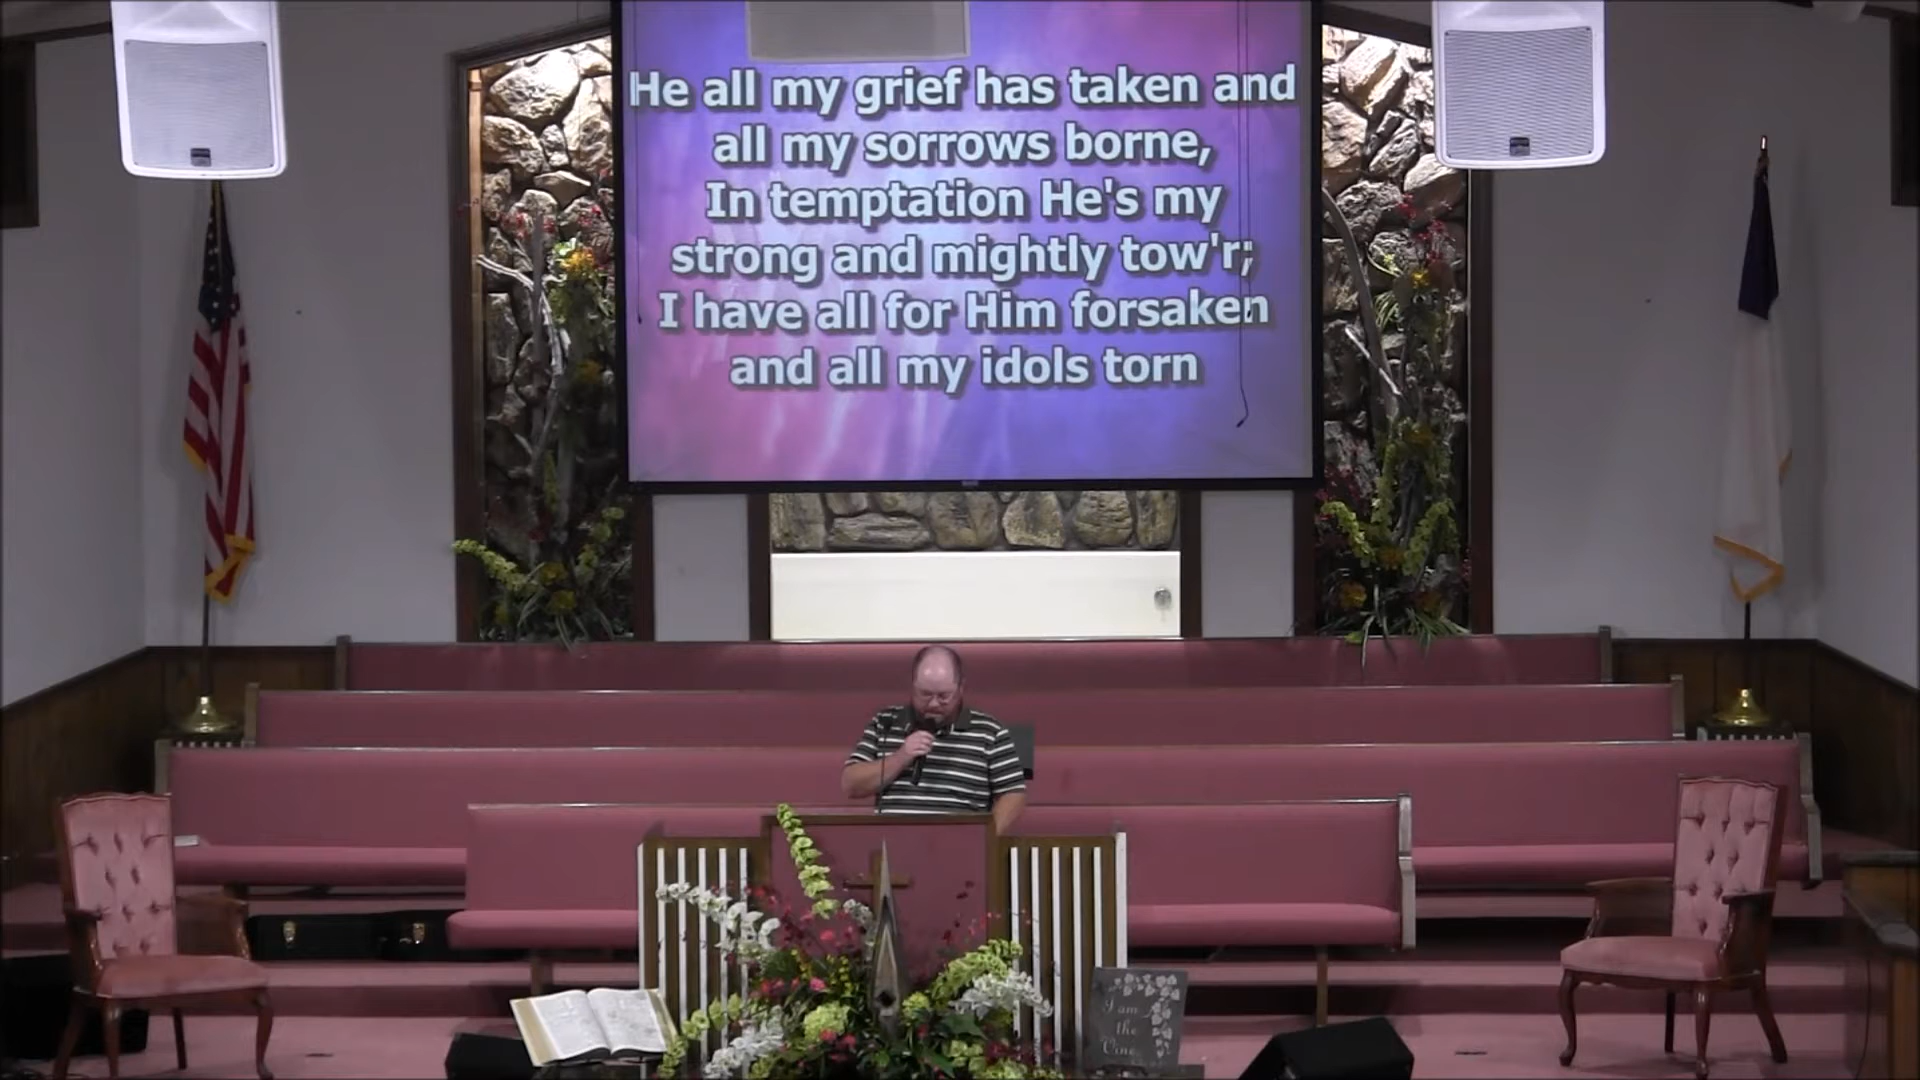 He all my grief has taken and
all my sorrows borne,
In temptation He's my
strong and mightly tow'r;
I have all for Him forsaken
and all my idols torn
I am
the
Vine